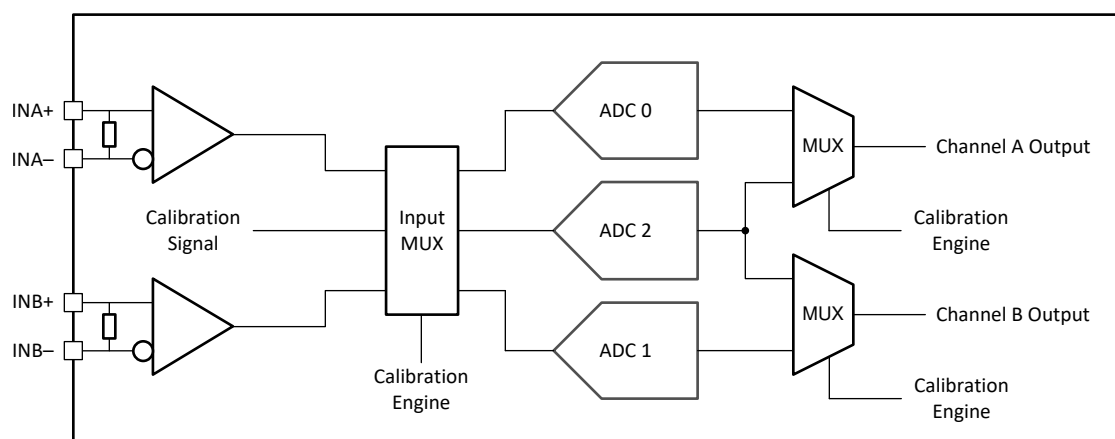 INA+
ADC 0
INA–
MUX
Channel A Output
Calibration
Signal
Input
MUX
ADC 2
Calibration
Engine
INB+
MUX
Channel B Output
INB–
ADC 1
Calibration
Engine
Calibration
Engine